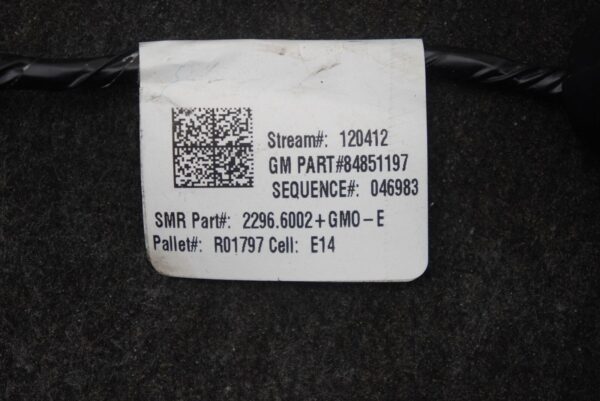 Stream#: 120412
GM PART#84851197
SEQUENCE#: 046983
SMR Part#: 2296.6002+GMO-E
Pallet#: R01797 Cell: E14